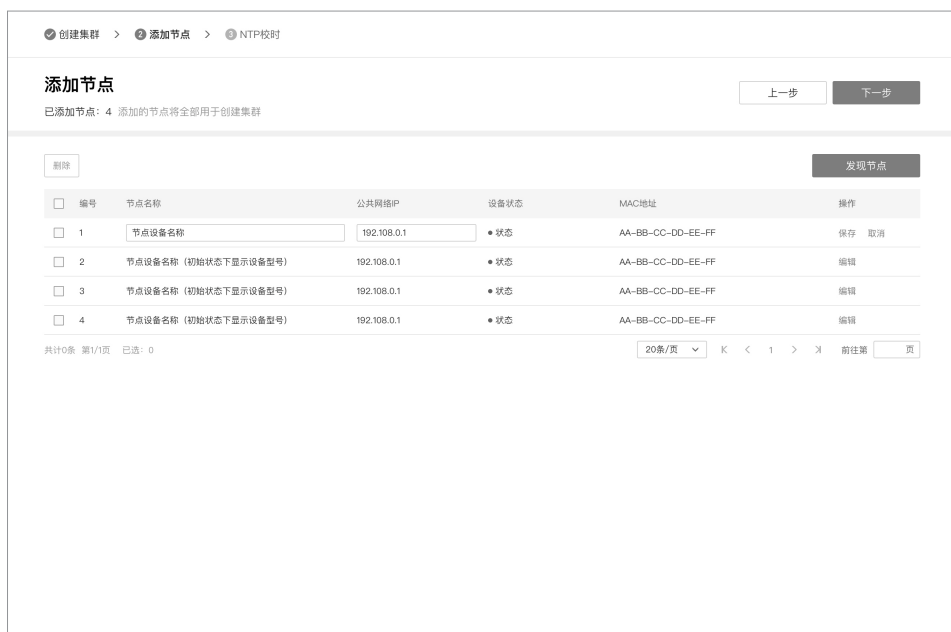 创建集群 > 2 添加节点 > 3 NTP校时
添加节点
上一步 下一步
已添加节点：4 添加的节点将全部用于创建集群
删除 发现节点
编号 节点名称 公共网络IP 设备状态 MAC地址 操作
1 节点设备名称 192.108.0.1 状态 AA-BB-CC-DD-EE-FF 保存 取消
2 节点设备名称（初始状态下显示设备型号） 192.108.0.1 状态 AA-BB-CC-DD-EE-FF 编辑
3 节点设备名称（初始状态下显示设备型号） 192.108.0.1 状态 AA-BB-CC-DD-EE-FF 编辑
4 节点设备名称（初始状态下显示设备型号） 192.108.0.1 状态 AA-BB-CC-DD-EE-FF 编辑
共计0条 第1/1页 已选：0 20条/页 1 前往第 页